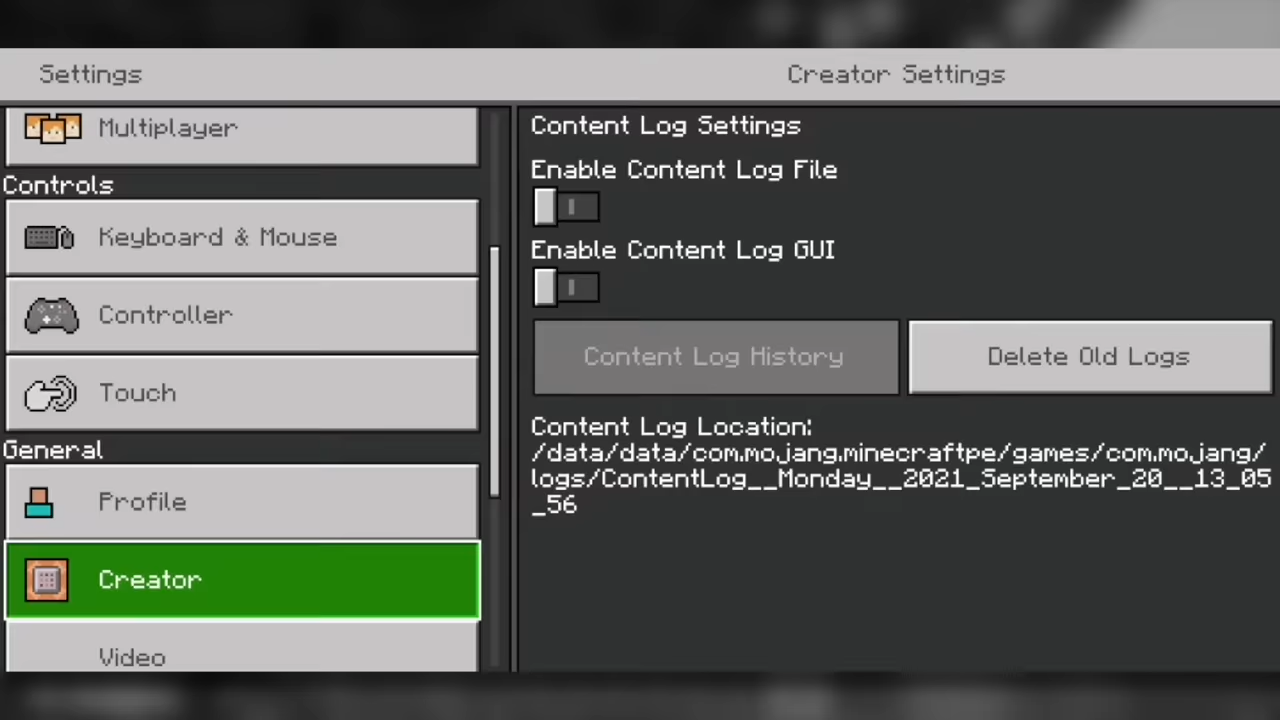 Settings
Creator Settings
Multiplayer
Controls
Keyboard & Mouse
Controller
Touch
General
Profile
Creator
Video
Content Log Settings
Enable Content Log File
Enable Content Log GUI
Content Log History
Delete Old Logs
Content Log Location:
/data/data/com.mojang.minecraftpe/games/com.mojang/
logs/ContentLog__Monday__2021_September_20__13_05
_56